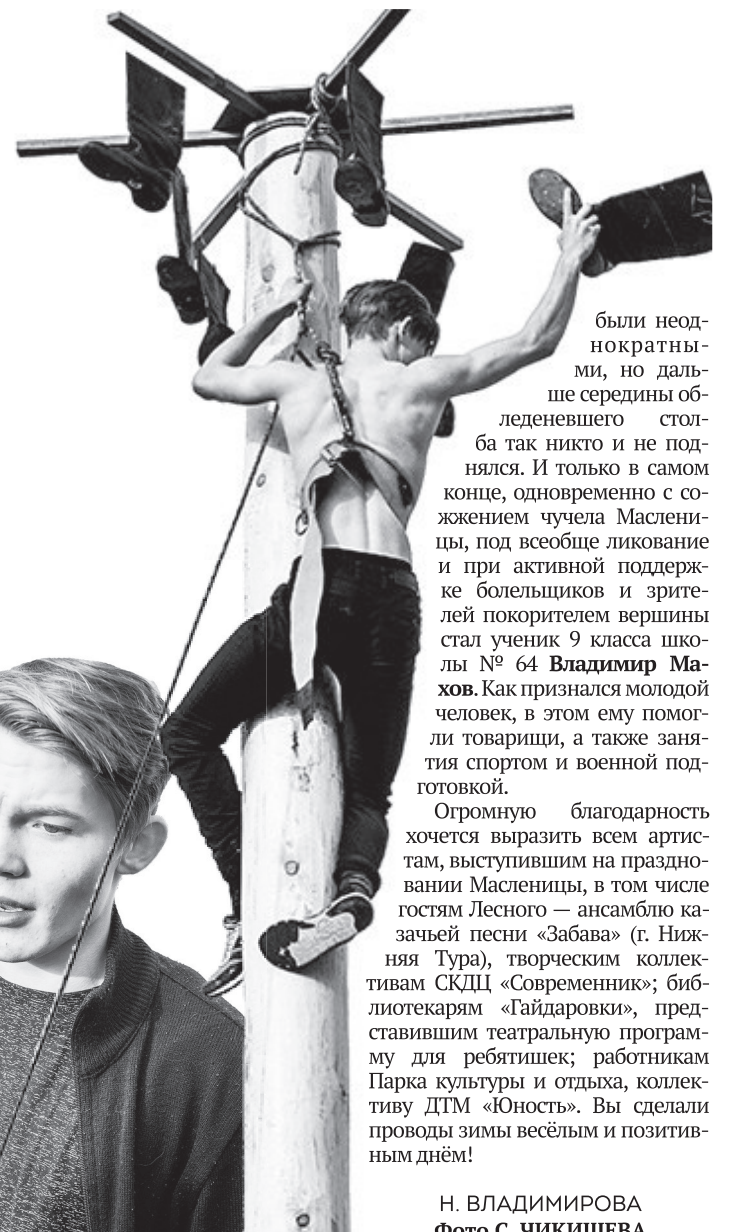 были неод-
нократны-
ми, но даль-
ше середины об-
леденевшего стол-
ба так никто и не под-
нялся. И только в самом
конце, одновременно с со-
жжением чучела Маслени-
цы, под всеобще ликование
и при активной поддерж-
ке болельщиков и зрите-
лей покорителем вершины
стал ученик 9 класса шко-
лы № 64 Владимир Ма-
хов. Как признался молодой
человек, в этом ему помог-
ли товарищи, а также заня-
тия спортом и военной под-
готовкой.
Огромную благодарность
хочется выразить всем артис-
там, выступившим на праздно-
вании Масленицы, в том числе
гостям Лесного — ансамблю ка-
зачьей песни «Забава» (г. Ниж-
няя Тура), творческим коллек-
тивам СКДЦ «Современник»; биб-
лиотекарям «Гайдаровки», пред-
ставившим театральную програм-
му для ребятишек; работникам
Парка культуры и отдыха, коллек-
тиву ДТМ «Юность». Вы сделали
проводы зимы весёлым и позитив-
ным днём!
Н. ВЛАДИМИРОВА
Фото С. ЧИКИШЕВА